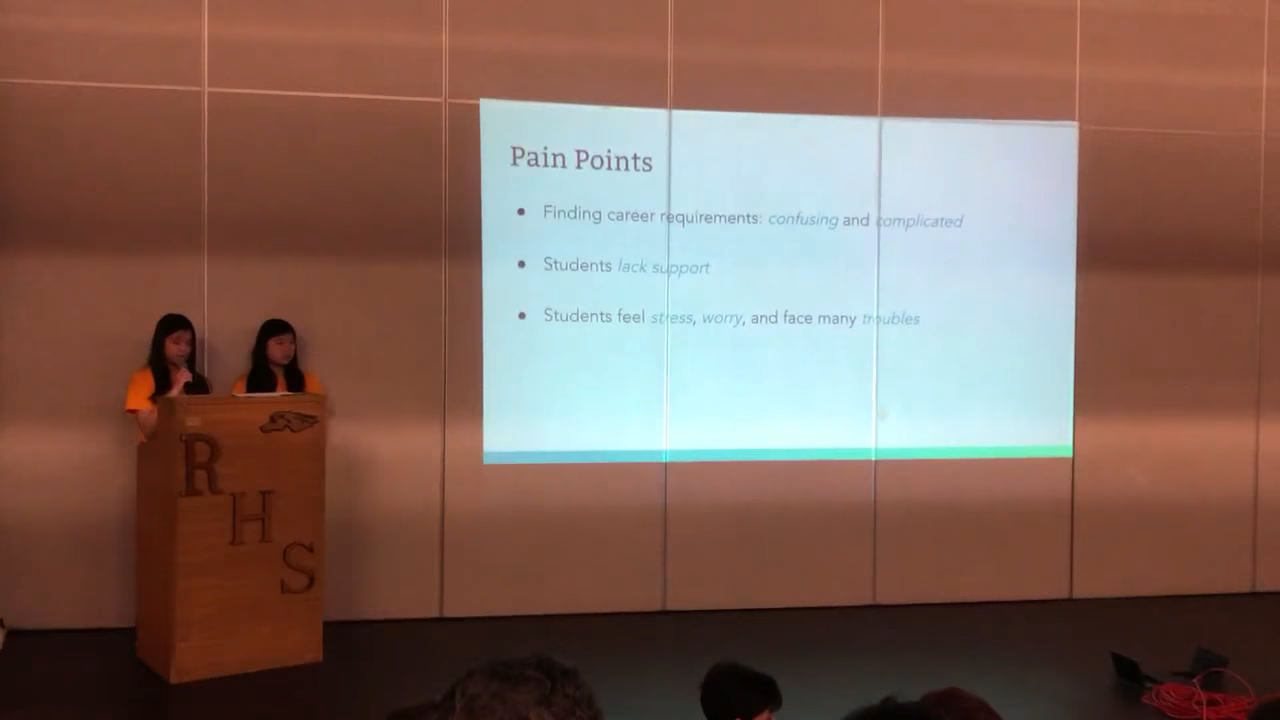 Pain Points
Finding career requirements: confusing and complicated
Students lack support
Students feel stress, worry, and face many troubles
R
H
S